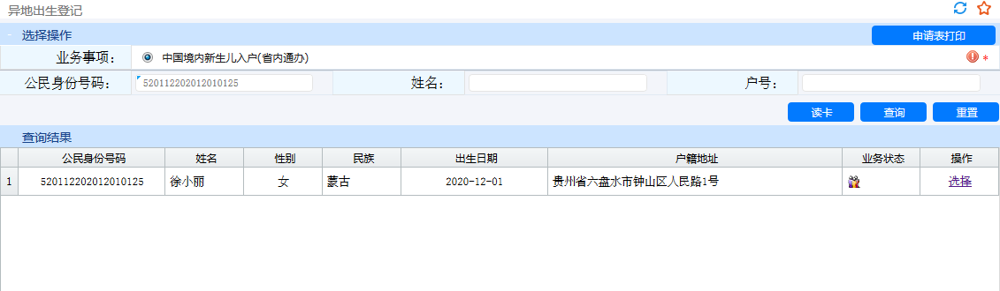 异地出生登记
选择操作 申请表打印
业务事项： 中国境内新生儿入户(省内通办) *
公民身份号码： 520112202012010125 姓名： 户号：
读卡 查询 重置
查询结果
公民身份号码 姓名 性别 民族 出生日期 户籍地址 业务状态 操作
1 520112202012010125 徐小丽 女 蒙古 2020-12-01 贵州省六盘水市钟山区人民路1号 选择